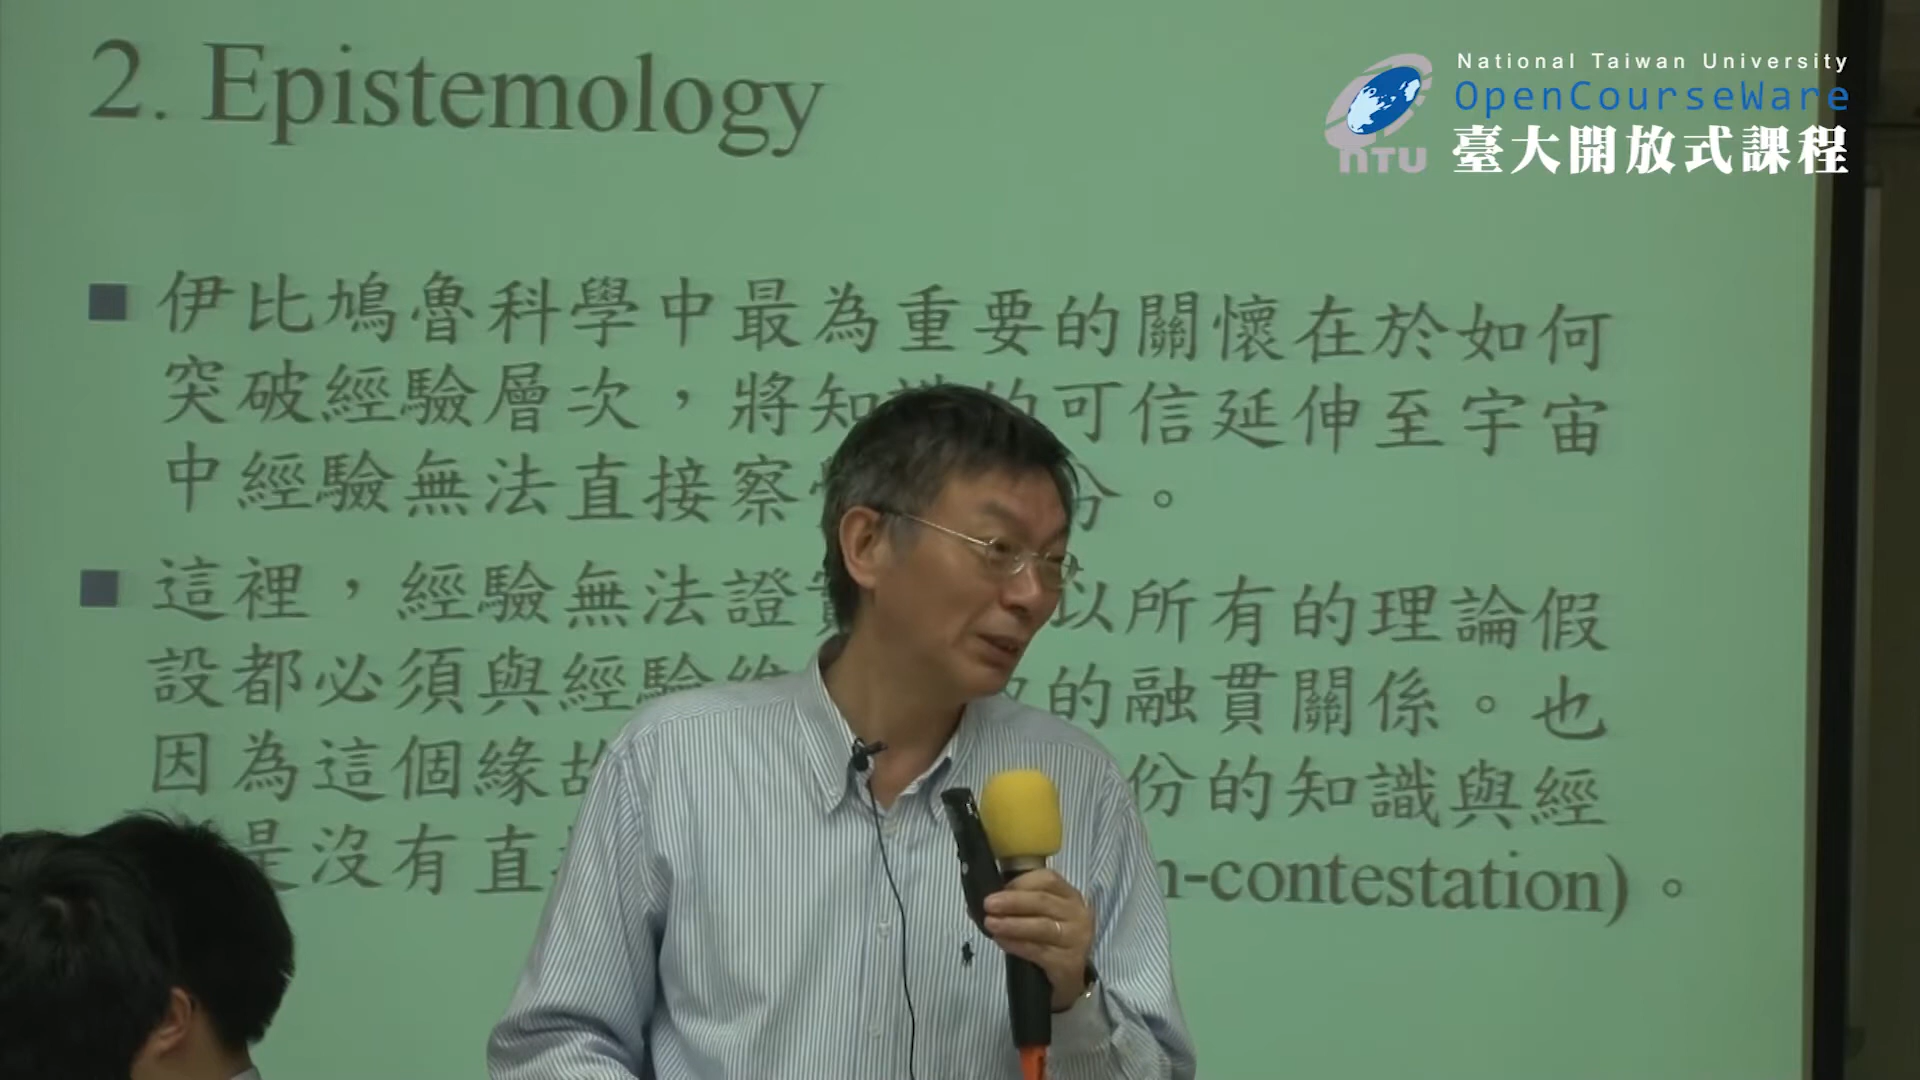 2. Epistemology
National Taiwan University
OpenCourseWare
NTU
臺大開放式課程
伊比鳩魯科學中最為重要的關懷在於如何
突破經驗層次，將知識的可信延伸至宇宙
中經驗無法直接察 分。
這裡，經驗無法證 以所有的理論假
設都必須與經驗維 的融貫關係。也
因為這個緣故 份的知識與經
是沒有直 n-contestation)。